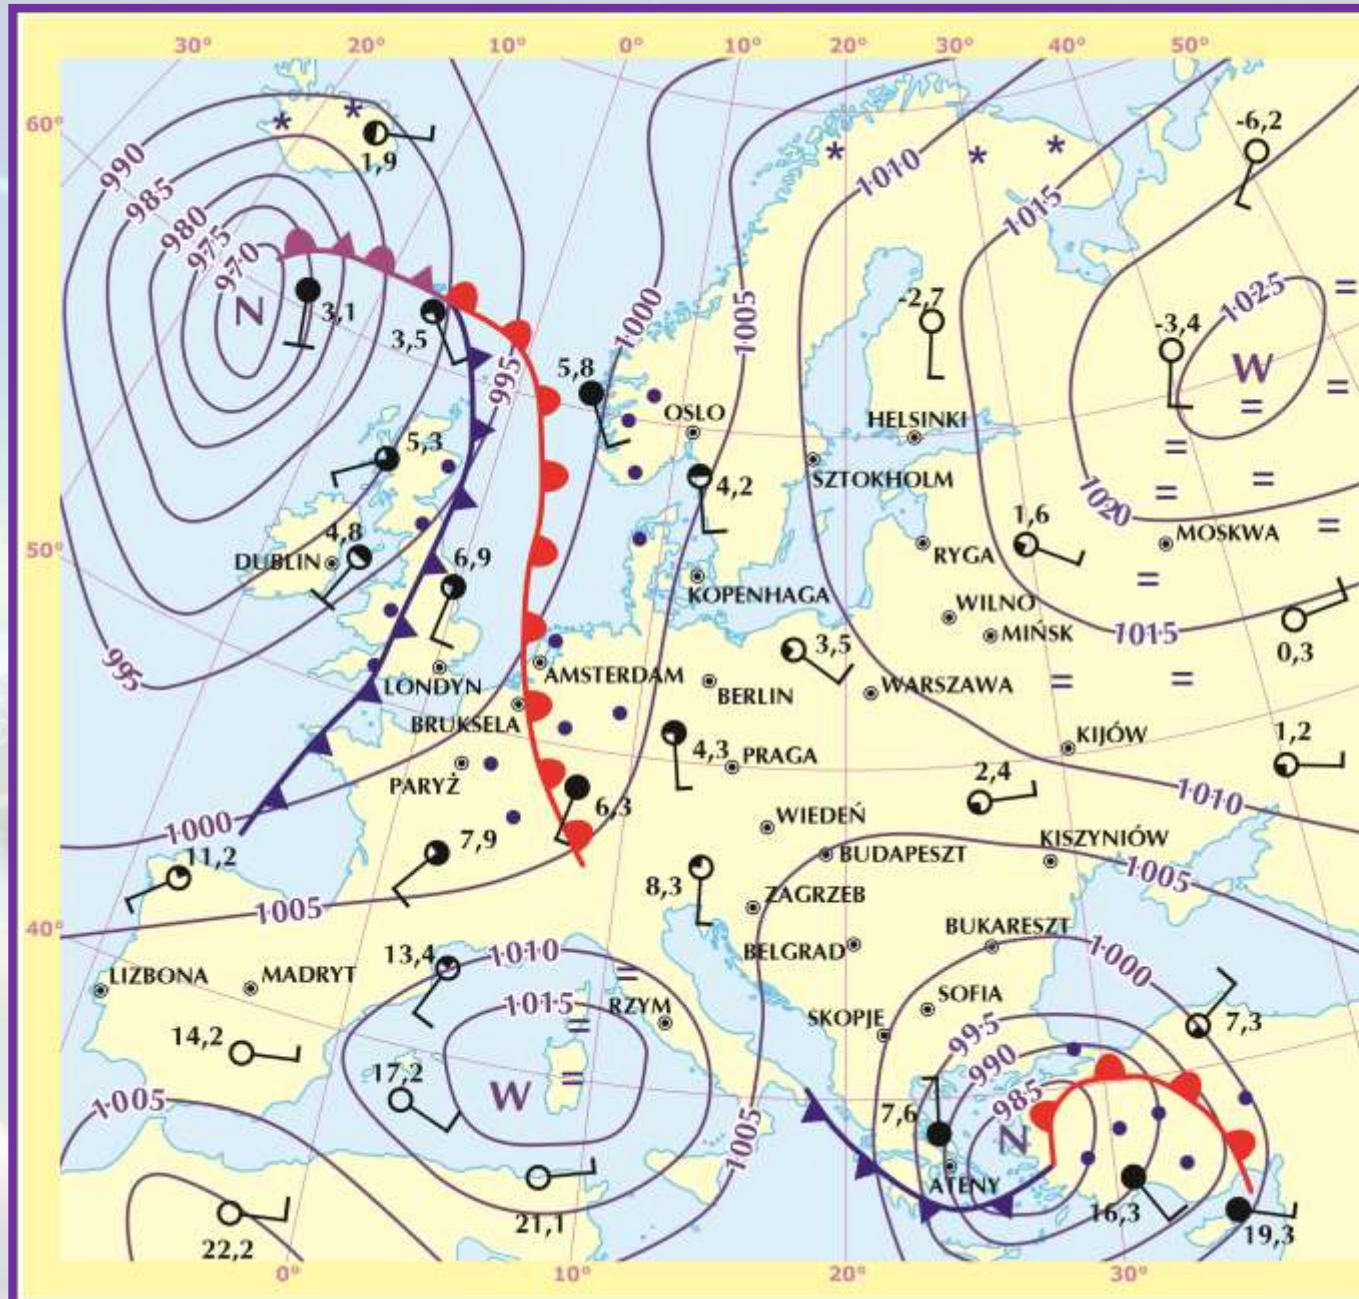 30° 20° 10° 0° 10° 20° 30° 40° 50°
60°
-6,2
1,9
990
1010
985
1015
980
975
970
N
1025
3,1
-2,7
1000
1005
-3,4
3,5
W
995
5,8
OSLO
HELSINKI
5,3
SZTOKHOLM
4,2
1020
1,6
4,8
MOSKWA
50°
DUBLIN
6,9
RYGA
KOPENHAGA
WILNO
MIŃSK
1015
3,5
0,3
995
AMSTERDAM
LONDYN
BERLIN
WARSZAWA
BRUKSELA
KIJÓW
1,2
4,3
PRAGA
2,4
PARYŻ
1010
6,3
WIEDEŃ
1000
KISZYNIÓW
7,9
11,2
BUDAPESZT
1005
8,3
ZAGRZEB
1005
BUKARESZT
40°
1010
BELGRAD
1000
13,4
LIZBONA
MADRYT
SOFIA
1015
RZYM
SKOPJE
7,3
995
14,2
990
17,2
W
985
1005
7,6
N
1005
ATENY
16,3
21,1
19,3
22,2
0° 10° 20° 30°